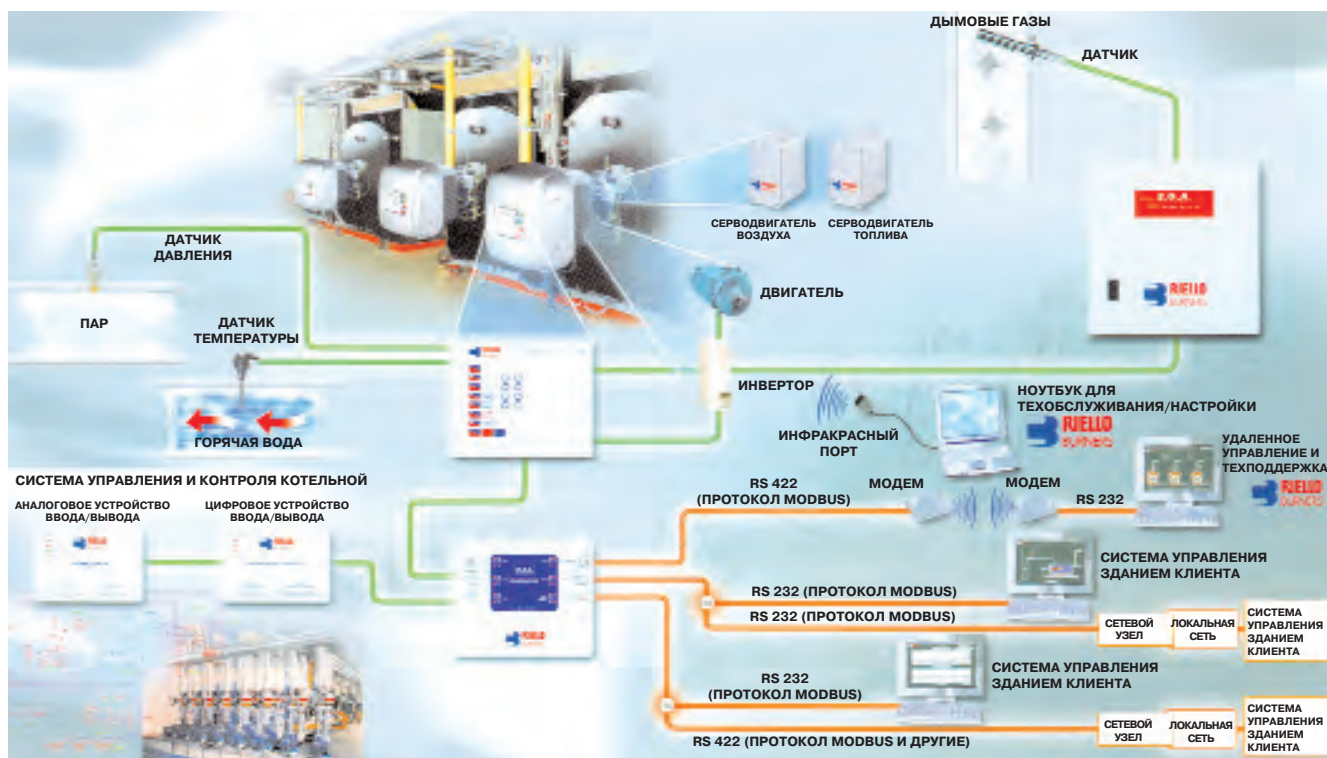 ДЫМОВЫЕ ГАЗЫ
ДАТЧИК
E.G.A.
RIELLO
BURNERS
СЕРВОДВИГАТЕЛЬ
ВОЗДУХА
СЕРВОДВИГАТЕЛЬ
ТОПЛИВА
ДАТЧИК
ДАВЛЕНИЯ
ПАР
ДАТЧИК
ТЕМПЕРАТУРЫ
ГОРЯЧАЯ ВОДА
ДВИГАТЕЛЬ
ИНВЕРТОР
ИНФРАКРАСНЫЙ
ПОРТ
НОУТБУК ДЛЯ
ТЕХОБСЛУЖИВАНИЯ/НАСТРОЙКИ
RIELLO
BURNERS
УДАЛЕННОЕ
УПРАВЛЕНИЕ И
ТЕХПОДДЕРЖКА
RIELLO
BURNERS
СИСТЕМА УПРАВЛЕНИЯ И КОНТРОЛЯ КОТЕЛЬНОЙ
АНАЛОГОВОЕ УСТРОЙСТВО
ВВОДА/ВЫВОДА
ЦИФРОВОЕ УСТРОЙСТВО
ВВОДА/ВЫВОДА
RIELLO
RS 422
(ПРОТОКОЛ MODBUS)
МОДЕМ
МОДЕМ
RS 232
СИСТЕМА УПРАВЛЕНИЯ
ЗДАНИЕМ КЛИЕНТА
RS 232 (ПРОТОКОЛ MODBUS)
RS 232 (ПРОТОКОЛ MODBUS)
СЕТЕВОЙ
УЗЕЛ
ЛОКАЛЬНАЯ
СЕТЬ
СИСТЕМА
УПРАВЛЕНИЯ
ЗДАНИЕМ
КЛИЕНТА
СИСТЕМА УПРАВЛЕНИЯ
ЗДАНИЕМ КЛИЕНТА
RS 232
(ПРОТОКОЛ MODBUS)
RS 422 (ПРОТОКОЛ MODBUS И ДРУГИЕ)
СЕТЕВОЙ
УЗЕЛ
ЛОКАЛЬНАЯ
СЕТЬ
СИСТЕМА
УПРАВЛЕНИЯ
ЗДАНИЕМ
КЛИЕНТА